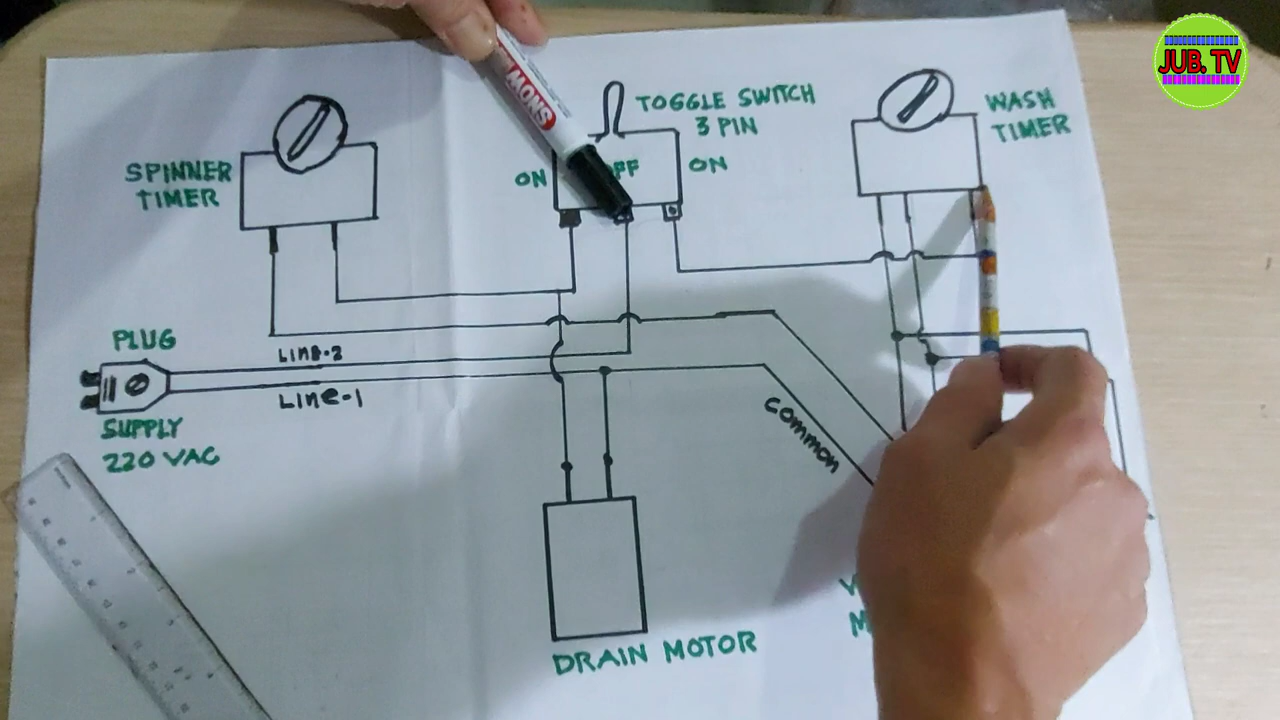 JUB. TV
MONS
TOGGLE SWITCH
3 PIN
WASH
TIMER
SPINNER
TIMER
ON
ON
PLUG
Line-2
Line-1
SUPPLY
220 VAC
COMMON
DRAIN MOTOR